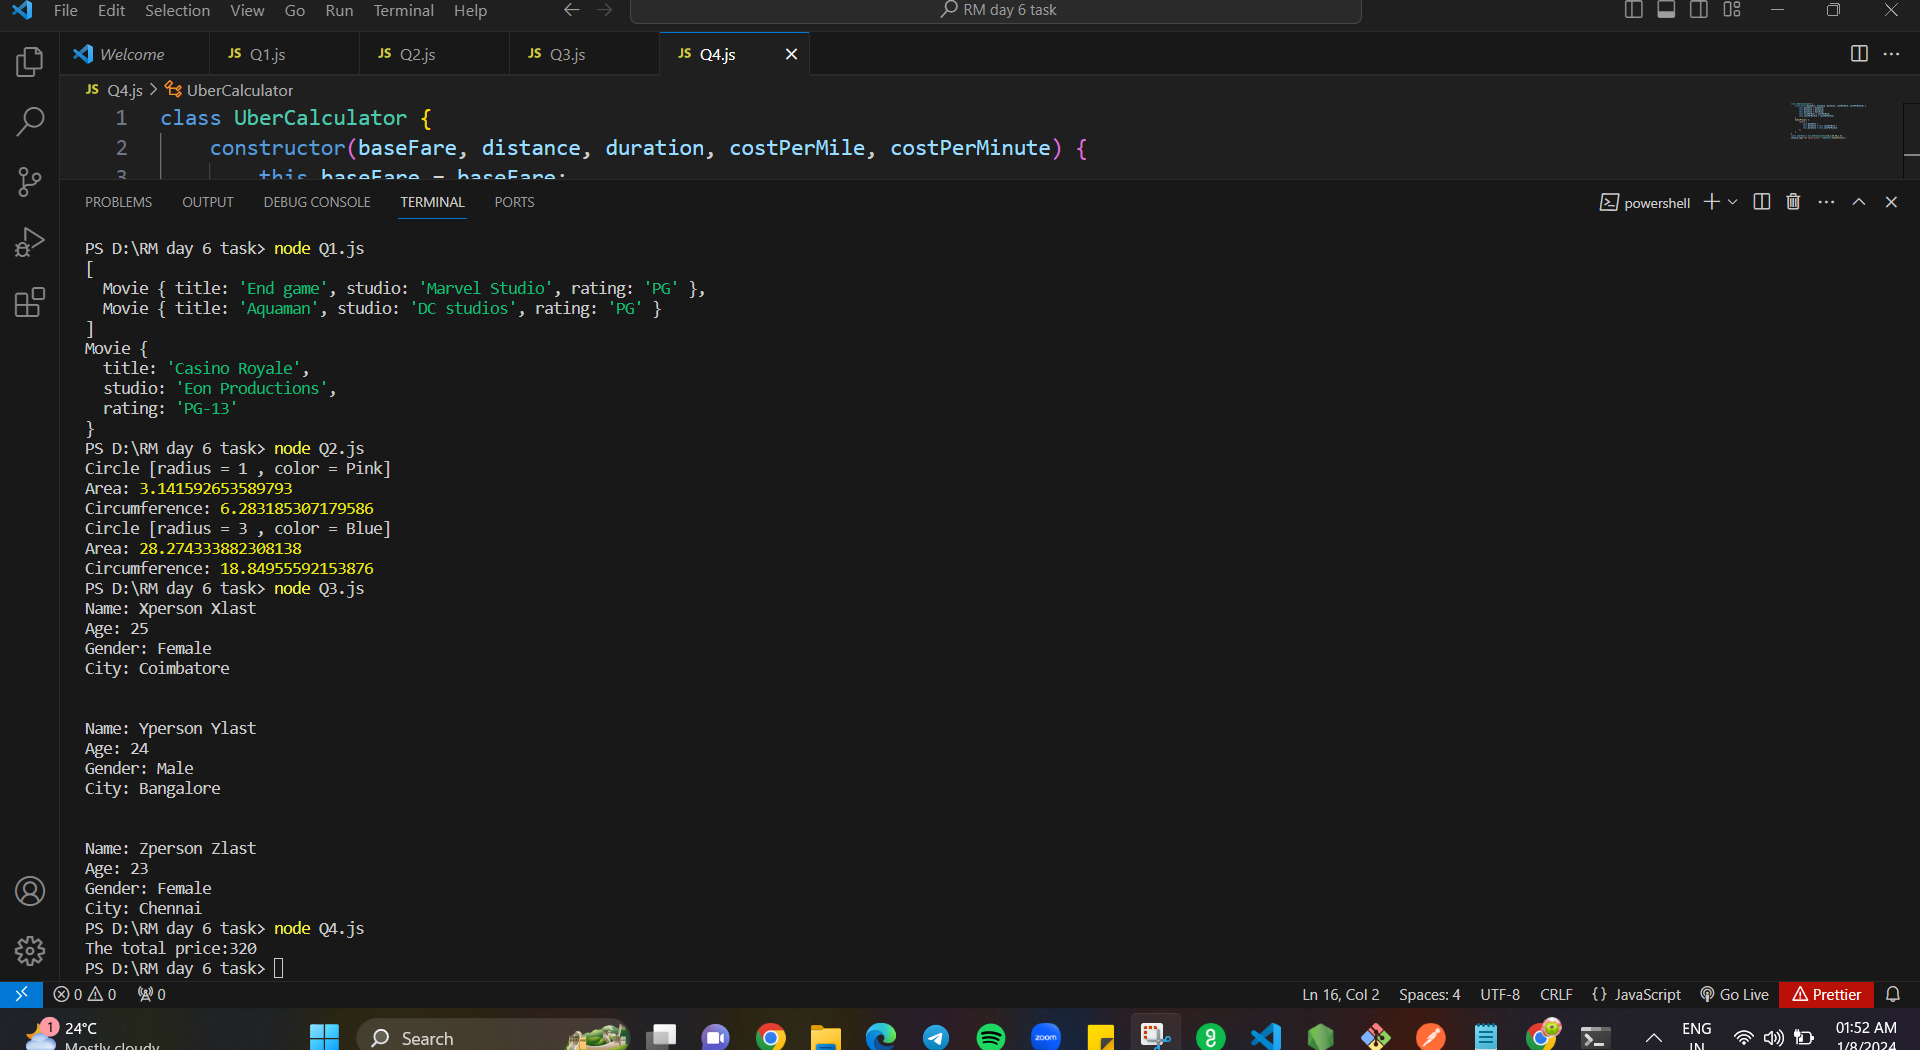 File Edit Selection View Go Run Terminal Help
RM day 6 task
Welcome
JS Q1.js
JS Q2.js
JS Q3.js
JS Q4.js
JS Q4.js > UberCalculator
1 class UberCalculator {
2 constructor(baseFare, distance, duration, costPerMile, costPerMinute) {
3 this.baseFare = baseFare;
PROBLEMS OUTPUT DEBUG CONSOLE TERMINAL PORTS
powershell
PS D:\RM day 6 task> node Q1.js
[
Movie { title: 'End game', studio: 'Marvel Studio', rating: 'PG' },
Movie { title: 'Aquaman', studio: 'DC studios', rating: 'PG' }
]
Movie {
title: 'Casino Royale',
studio: 'Eon Productions',
rating: 'PG-13'
}
PS D:\RM day 6 task> node Q2.js
Circle [radius = 1 , color = Pink]
Area: 3.141592653589793
Circumference: 6.283185307179586
Circle [radius = 3 , color = Blue]
Area: 28.274333882308138
Circumference: 18.84955592153876
PS D:\RM day 6 task> node Q3.js
Name: Xperson Xlast
Age: 25
Gender: Female
City: Coimbatore
Name: Yperson Ylast
Age: 24
Gender: Male
City: Bangalore
Name: Zperson Zlast
Age: 23
Gender: Female
City: Chennai
PS D:\RM day 6 task> node Q4.js
The total price:320
PS D:\RM day 6 task>
0 0 0
Ln 16, Col 2 Spaces: 4 UTF-8 CRLF {} JavaScript Go Live Prettier
1
24°C
Mostly cloudy
Search
zoom
ENG
IN
01:52 AM
1/8/2024